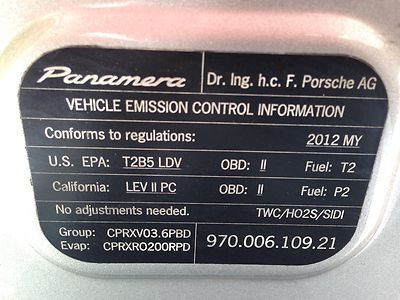 Panamera Dr. Ing. h.c. F. Porsche AG
VEHICLE EMISSION CONTROL INFORMATION
Conforms to regulations: 2012 MY
U.S. EPA: T2B5 LDV OBD: II Fuel: T2
California: LEV II PC OBD: II Fuel: P2
No adjustments needed. TWC/HO2S/SIDI
Group: CPRXV03.6PBD
Evap: CPRXR0200RPD 970.006.109.21